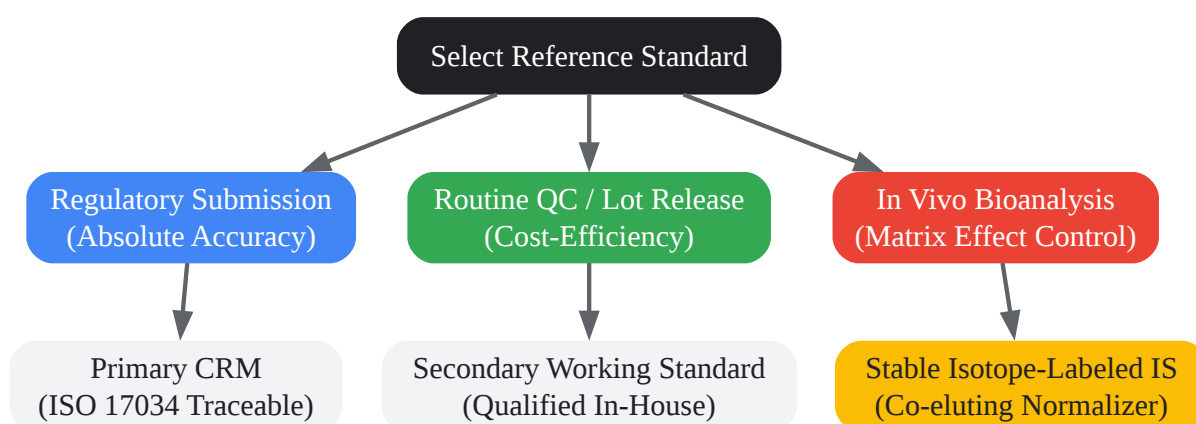 Select Reference Standard
Regulatory Submission
(Absolute Accuracy)
Routine QC / Lot Release
(Cost-Efficiency)
In Vivo Bioanalysis
(Matrix Effect Control)
Primary CRM
(ISO 17034 Traceable)
Secondary Working Standard
(Qualified In-House)
Stable Isotope-Labeled IS
(Co-eluting Normalizer)